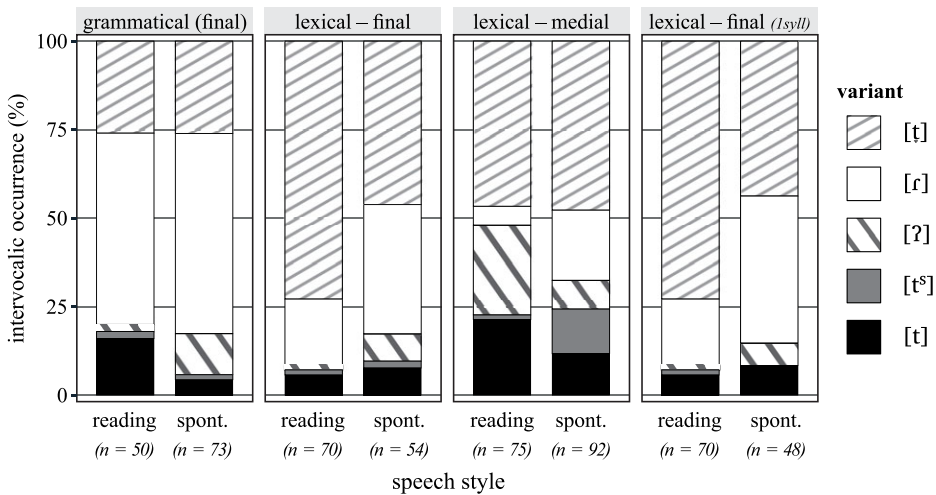 grammatical (final)
lexical – final
lexical – medial
lexical – final (1syll)
intervocalic occurrence (%)
100
75
50
25
0
reading
spont.
reading
spont.
reading
spont.
reading
spont.
(n = 50)
(n = 73)
(n = 70)
(n = 54)
(n = 75)
(n = 92)
(n = 70)
(n = 48)
speech style
variant
[t̞]
[ɾ]
[ʔ]
[tˢ]
[t]